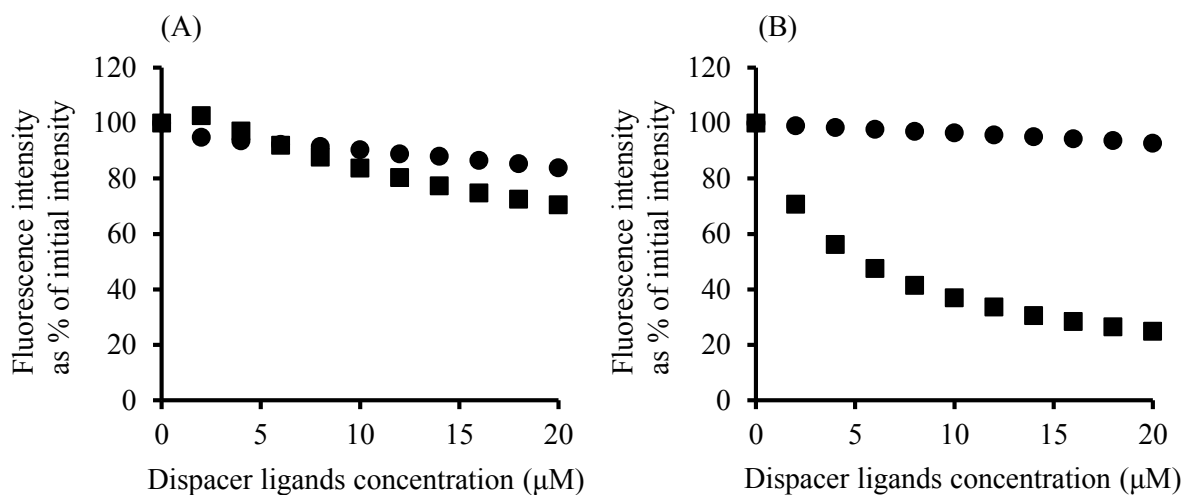 (A)
120
100
80
60
40
20
0
Fluorescence intensity
as % of initial intensity
0 5 10 15 20
Dispacer ligands concentration (μM)
(B)
120
100
80
60
40
20
0
Fluorescence intensity
as % of initial intensity
0 5 10 15 20
Dispacer ligands concentration (μM)